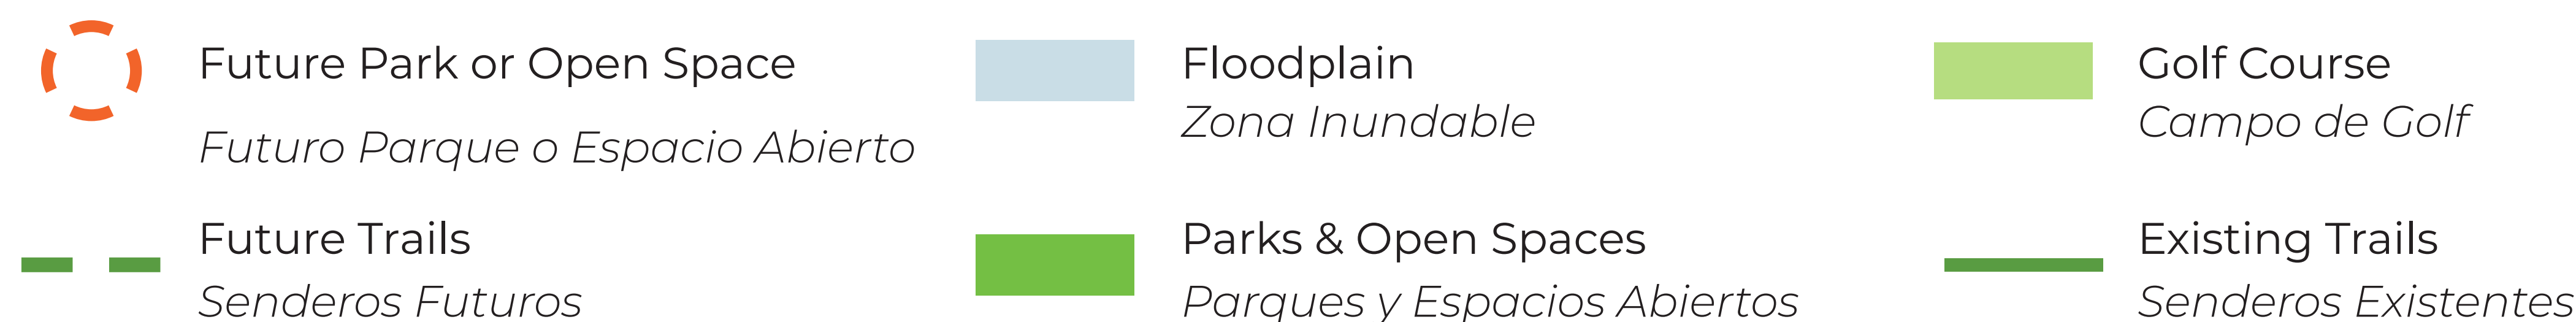 Future Park or Open Space
Futuro Parque o Espacio Abierto
Floodplain
Zona Inundable
Golf Course
Campo de Golf
Future Trails
Senderos Futuros
Parks & Open Spaces
Parques y Espacios Abiertos
Existing Trails
Senderos Existentes